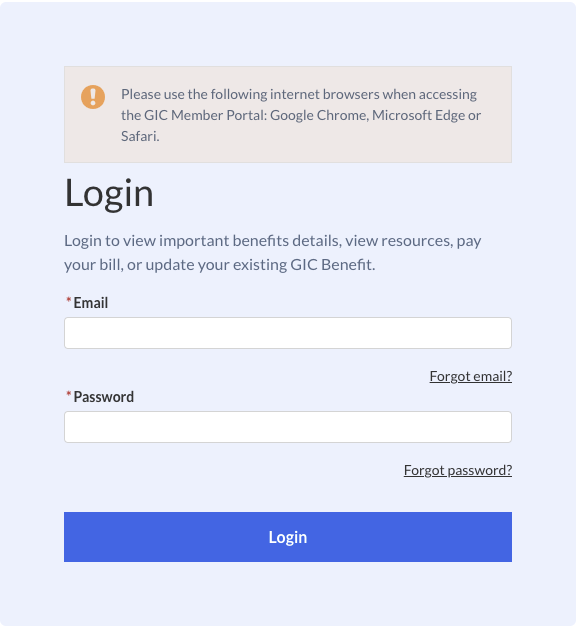 Please use the following internet browsers when accessing
the GIC Member Portal: Google Chrome, Microsoft Edge or
Safari.
Login
Login to view important benefits details, view resources, pay
your bill, or update your existing GIC Benefit.
*Email
Forgot email?
*Password
Forgot password?
Login